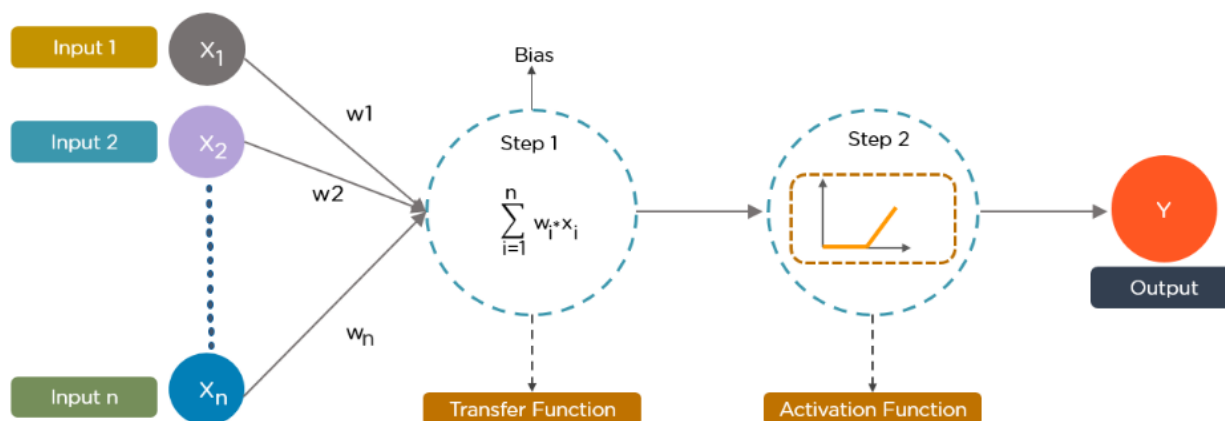 Input 1
X1
Bias
w1
Input 2
X2
w2
Step 1
n
∑ wi*xi
i=1
Step 2
Y
Output
wn
Input n
Xn
Transfer Function
Activation Function